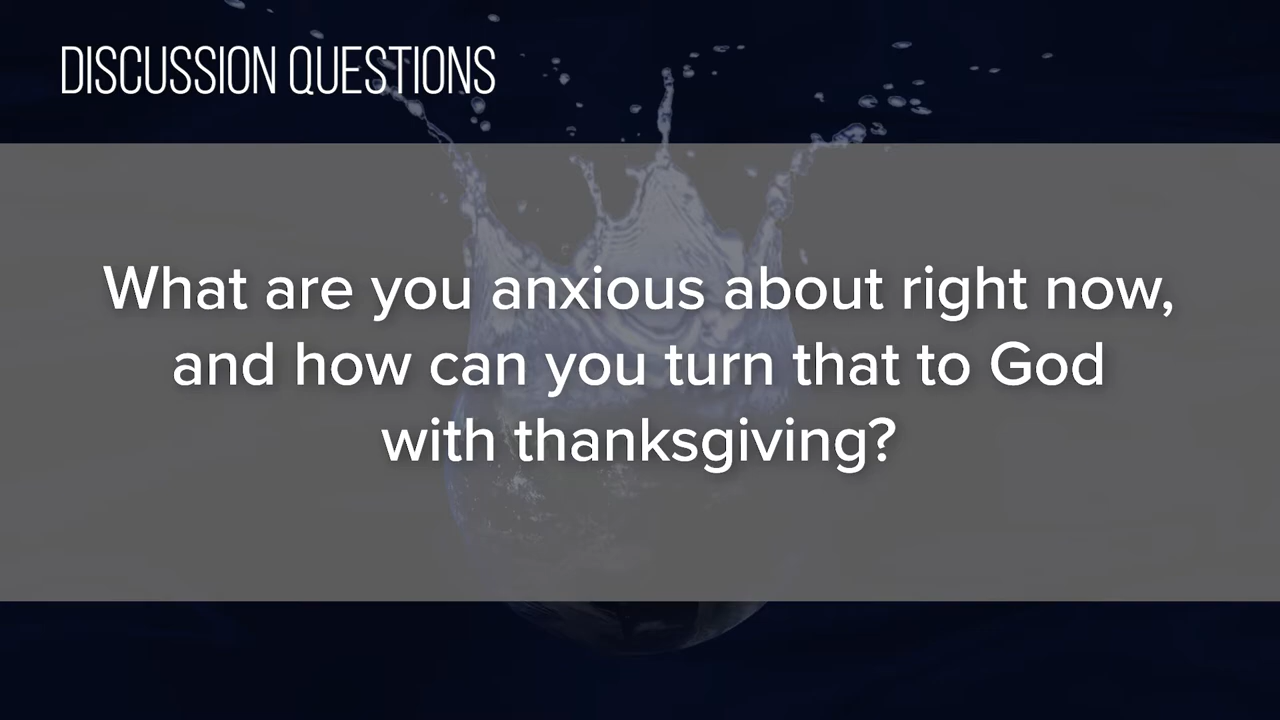 DISCUSSION QUESTIONS
What are you anxious about right now,
and how can you turn that to God
with thanksgiving?